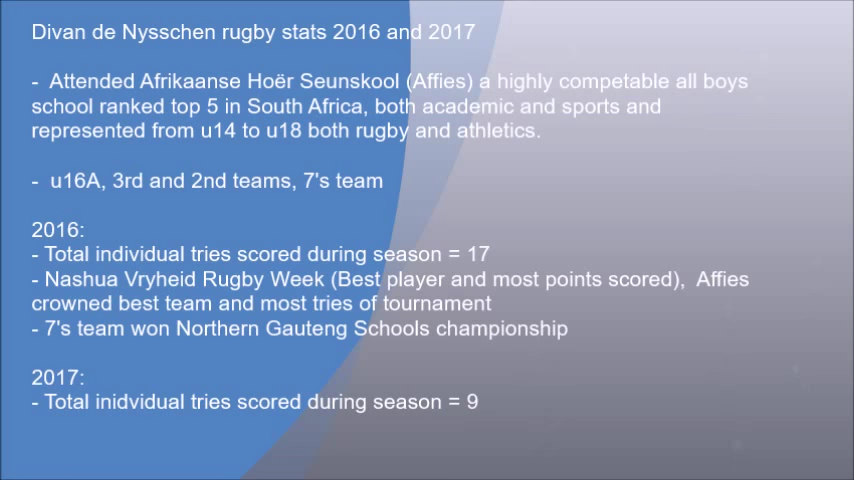 Divan de Nysschen rugby stats 2016 and 2017
- Attended Afrikaanse Hoër Seunskool (Affies) a highly competable all boys
school ranked top 5 in South Africa, both academic and sports and
represented from u14 to u18 both rugby and athletics.
- u16A, 3rd and 2nd teams, 7's team
2016:
- Total individual tries scored during season = 17
- Nashua Vryheid Rugby Week (Best player and most points scored), Affies
crowned best team and most tries of tournament
- 7's team won Northern Gauteng Schools championship
2017:
- Total inidvidual tries scored during season = 9